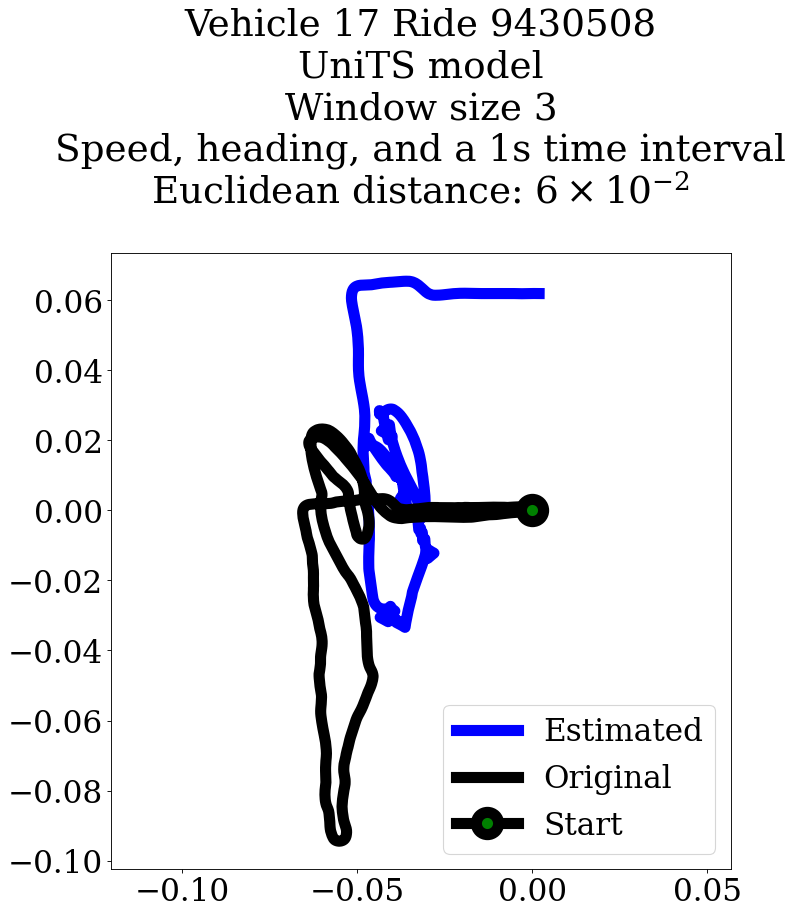 Vehicle 17 Ride 9430508
UniTS model
Window size 3
Speed, heading, and a 1s time interval
Euclidean distance: 6 × 10⁻²
0.06
0.04
0.02
0.00
−0.02
−0.04
−0.06
−0.08
−0.10
Estimated
Original
Start
−0.10 −0.05 0.00 0.05